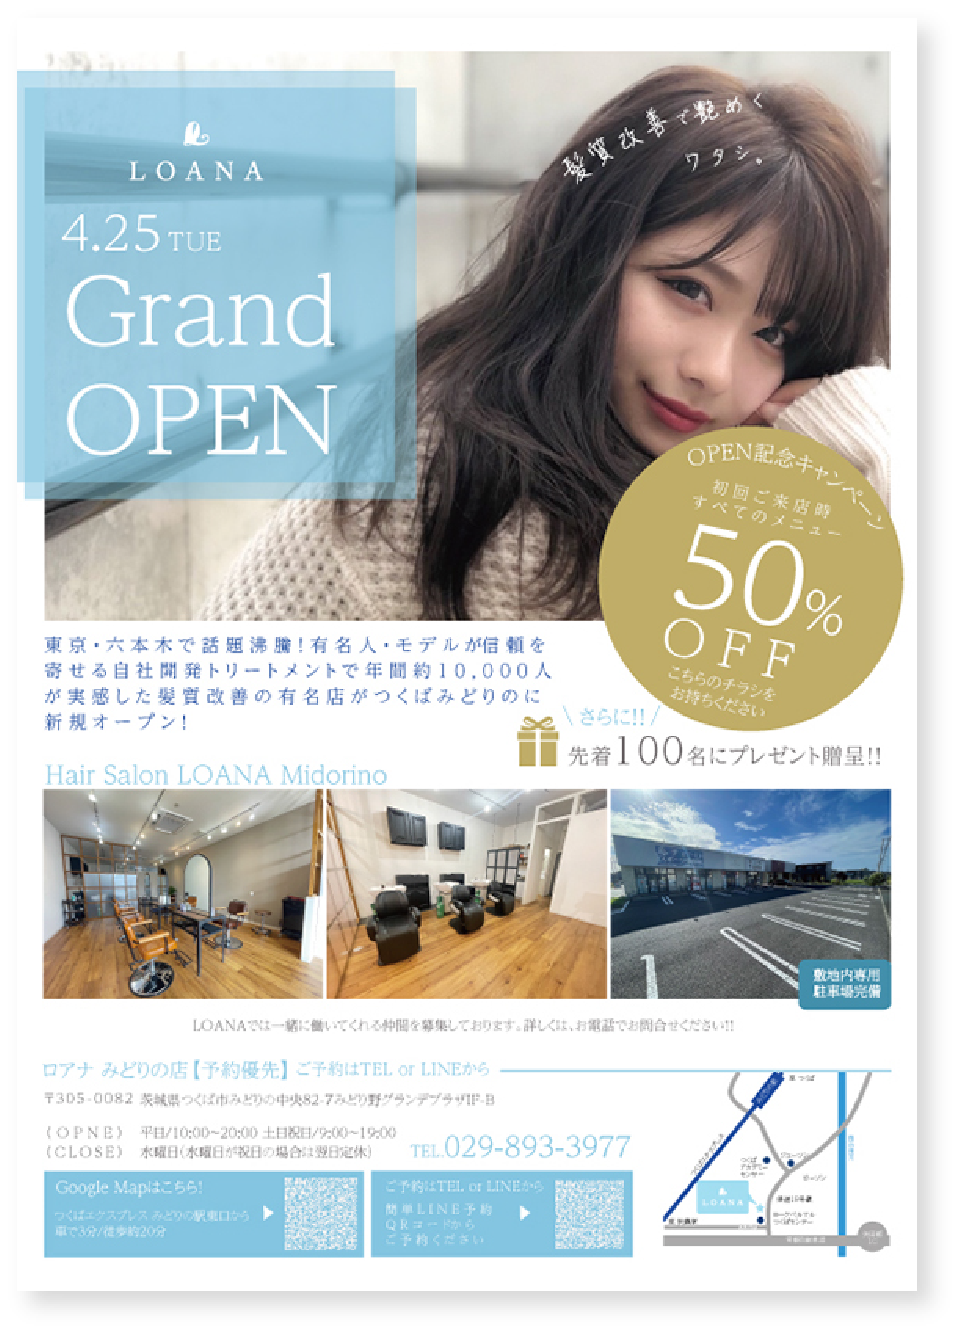 LOANA
4.25 TUE
Grand
OPEN
髪質改善で艶めく
ワタシ。
OPEN記念キャンペーン
初回ご来店時
すべてのメニュー
50%
OFF
こちらのチラシを
お持ちください
東京・六本木で話題沸騰!有名人・モデルが信頼を
寄せる自社開発トリートメントで年間約10,000人
が実感した髪質改善の有名店がつくばみどりのに
新規オープン!
\ さらに!! /
先着100名にプレゼント贈呈!!
Hair Salon LOANA Midorino
敷地内専用
駐車場完備
LOANAでは一緒に働いてくれる仲間を募集しております。詳しくは、お電話でお問合せください!!
ロアナ みどりの店【予約優先】ご予約はTEL or LINEから
〒305-0082 茨城県つくば市みどりの中央82-7みどり野グランデプラザ1F-B
(OPNE) 平日/10:00~20:00 土日祝日/9:00~19:00
(CLOSE) 水曜日(水曜日が祝日の場合は翌日定休)
TEL.029-893-3977
Google Mapはこちら!
つくばエクスプレス みどりの駅東口から
車で3分/徒歩約20分
ご予約はTEL or LINEから
簡単LINE予約
QRコードから
ご予約ください
つくば
LOANA